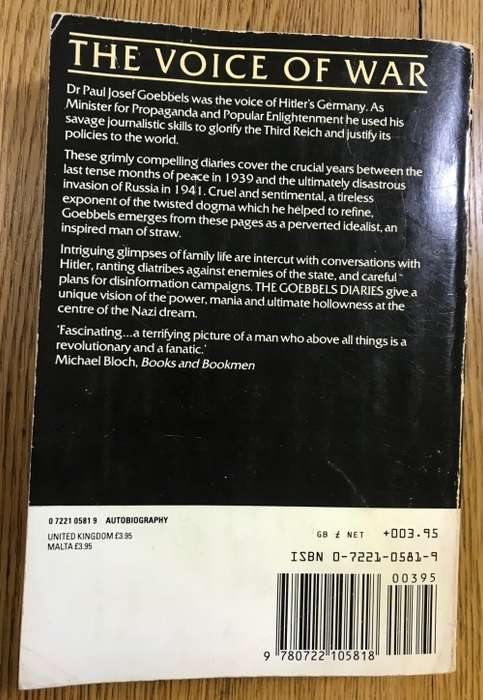 THE VOICE OF WAR
Dr Paul Josef Goebbels was the voice of Hitler's Germany. As
Minister for Propaganda and Popular Enlightenment he used his
savage journalistic skills to glorify the Third Reich and justify its
policies to the world.
These grimly compelling diaries cover the crucial years between the
last tense months of peace in 1939 and the ultimately disastrous
invasion of Russia in 1941. Cruel and sentimental, a tireless
exponent of the twisted dogma which he helped to refine,
Goebbels emerges from these pages as a perverted idealist, an
inspired man of straw.
Intriguing glimpses of family life are intercut with conversations with
Hitler, ranting diatribes against enemies of the state, and careful
plans for disinformation campaigns. THE GOEBBELS DIARIES give a
unique vision of the power, mania and ultimate hollowness at the
centre of the Nazi dream.
'Fascinating...a terrifying picture of a man who above all things is a
revolutionary and a fanatic.'
Michael Bloch, Books and Bookmen
0 7221 0581 9 AUTOBIOGRAPHY
UNITED KINGDOM £3.95
MALTA £3.95
GB £ NET +003.95
ISBN 0-7221-0581-9
00395
9 780722 105818